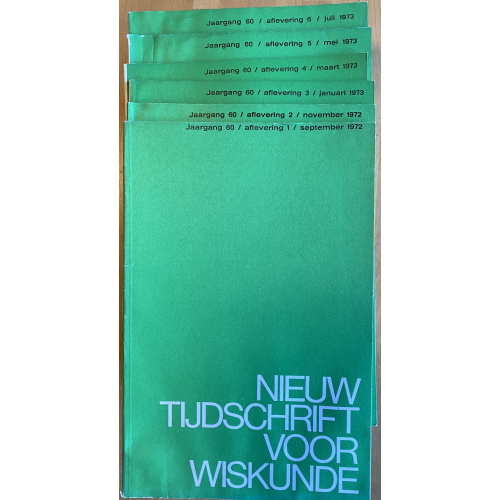 Jaargang 60 / aflevering 6 / juli 1973
Jaargang 60 / aflevering 5 / mei 1973
Jaargang 60 / aflevering 4 / maart 1973
Jaargang 60 / aflevering 3 / januari 1973
Jaargang 60 / aflevering 2 / november 1972
Jaargang 60 / aflevering 1 / september 1972
NIEUW
TIJDSCHRIFT
VOOR
WISKUNDE